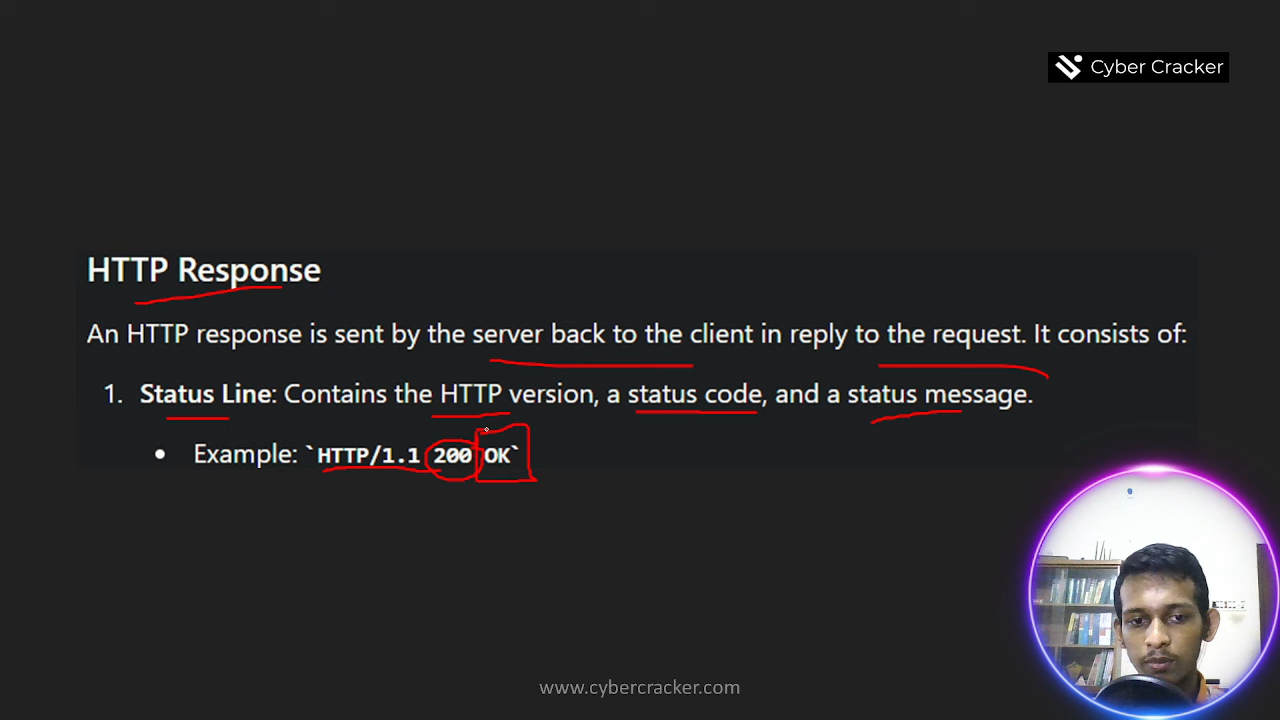 Cyber Cracker
HTTP Response
An HTTP response is sent by the server back to the client in reply to the request. It consists of:
1. Status Line: Contains the HTTP version, a status code, and a status message.
• Example: `HTTP/1.1 200 OK`
www.cybercracker.com